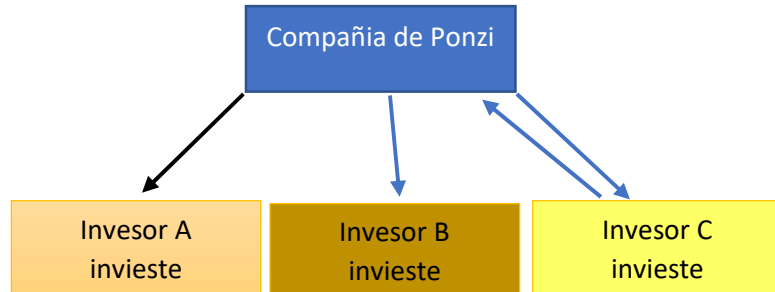 Compañia de Ponzi
Invesor A
invieste
Invesor B
invieste
Invesor C
invieste